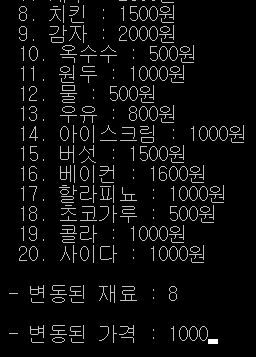 8. 치킨 : 1500원
9. 감자 : 2000원
10. 옥수수 : 500원
11. 원두 : 1000원
12. 물 : 500원
13. 우유 : 800원
14. 아이스크림 : 1000원
15. 버섯 : 1500원
16. 베이컨 : 1600원
17. 할라피뇨 : 1000원
18. 초코가루 : 500원
19. 콜라 : 1000원
20. 사이다 : 1000원
- 변동된 재료 : 8
- 변동된 가격 : 1000